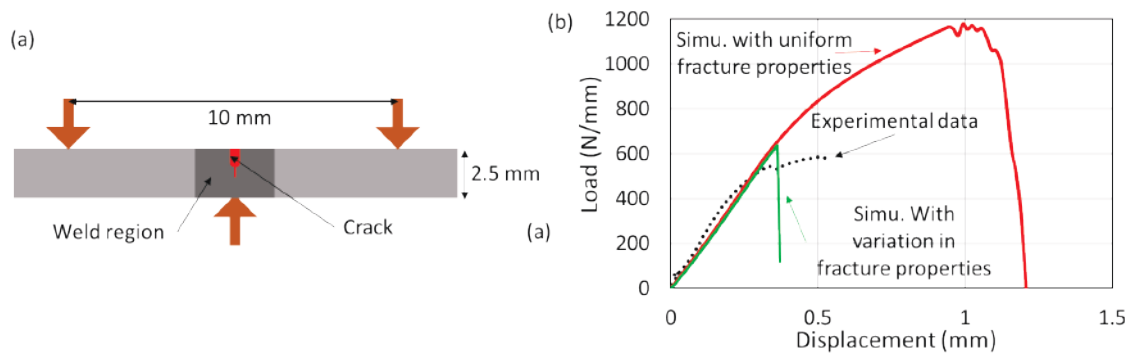 (a)
10 mm
2.5 mm
Weld region
Crack
(a)
(b)
Load (N/mm)
1200
1000
800
600
400
200
0
Simu. with uniform
fracture properties
Experimental data
Simu. With
variation in
fracture properties
0
0.5
1
1.5
Displacement (mm)